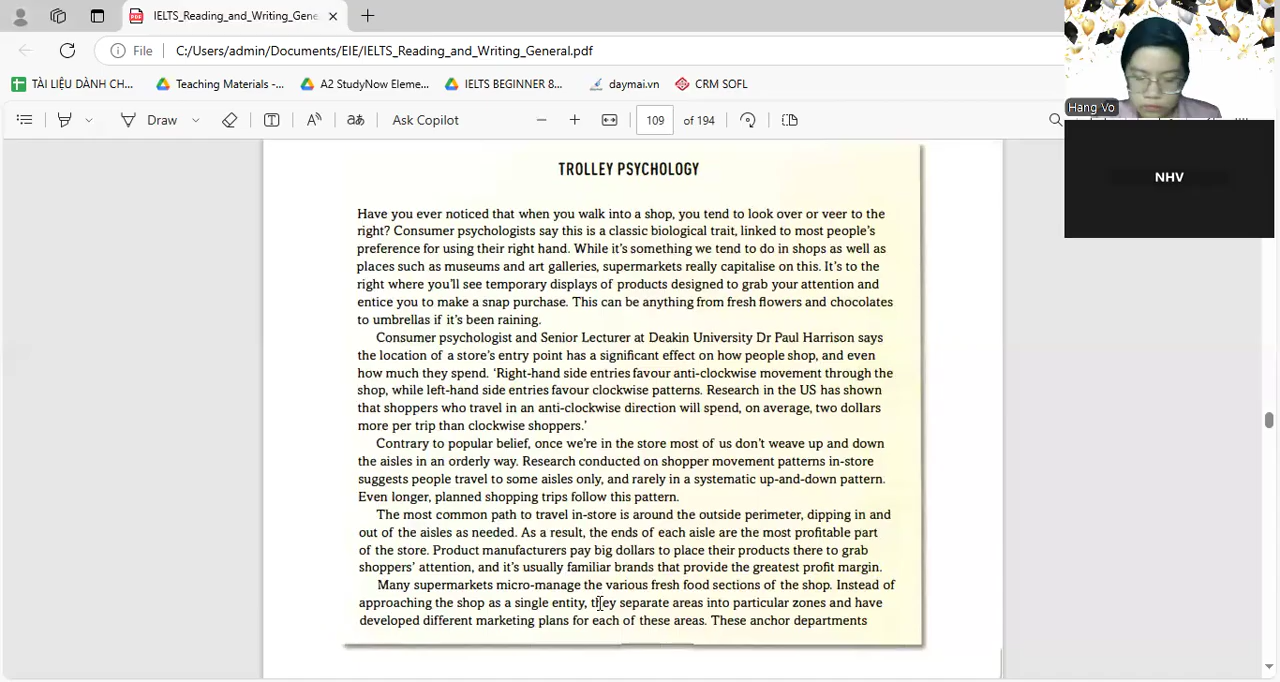 IELTS_Reading_and_Writing_Gene
File C:/Users/admin/Documents/EIE/IELTS_Reading_and_Writing_General.pdf
TÀI LIỆU DÀNH CH... Teaching Materials -... A2 StudyNow Eleme... IELTS BEGINNER 8... daymai.vn CRM SOFL
Draw Ask Copilot 109 of 194
Hang Vo
NHV
TROLLEY PSYCHOLOGY
Have you ever noticed that when you walk into a shop, you tend to look over or veer to the
right? Consumer psychologists say this is a classic biological trait, linked to most people's
preference for using their right hand. While it's something we tend to do in shops as well as
places such as museums and art galleries, supermarkets really capitalise on this. It's to the
right where you'll see temporary displays of products designed to grab your attention and
entice you to make a snap purchase. This can be anything from fresh flowers and chocolates
to umbrellas if it's been raining.
Consumer psychologist and Senior Lecturer at Deakin University Dr Paul Harrison says
the location of a store's entry point has a significant effect on how people shop, and even
how much they spend. 'Right-hand side entries favour anti-clockwise movement through the
shop, while left-hand side entries favour clockwise patterns. Research in the US has shown
that shoppers who travel in an anti-clockwise direction will spend, on average, two dollars
more per trip than clockwise shoppers.'
Contrary to popular belief, once we're in the store most of us don't weave up and down
the aisles in an orderly way. Research conducted on shopper movement patterns in-store
suggests people travel to some aisles only, and rarely in a systematic up-and-down pattern.
Even longer, planned shopping trips follow this pattern.
The most common path to travel in-store is around the outside perimeter, dipping in and
out of the aisles as needed. As a result, the ends of each aisle are the most profitable part
of the store. Product manufacturers pay big dollars to place their products there to grab
shoppers' attention, and it's usually familiar brands that provide the greatest profit margin.
Many supermarkets micro-manage the various fresh food sections of the shop. Instead of
approaching the shop as a single entity, they separate areas into particular zones and have
developed different marketing plans for each of these areas. These anchor departments